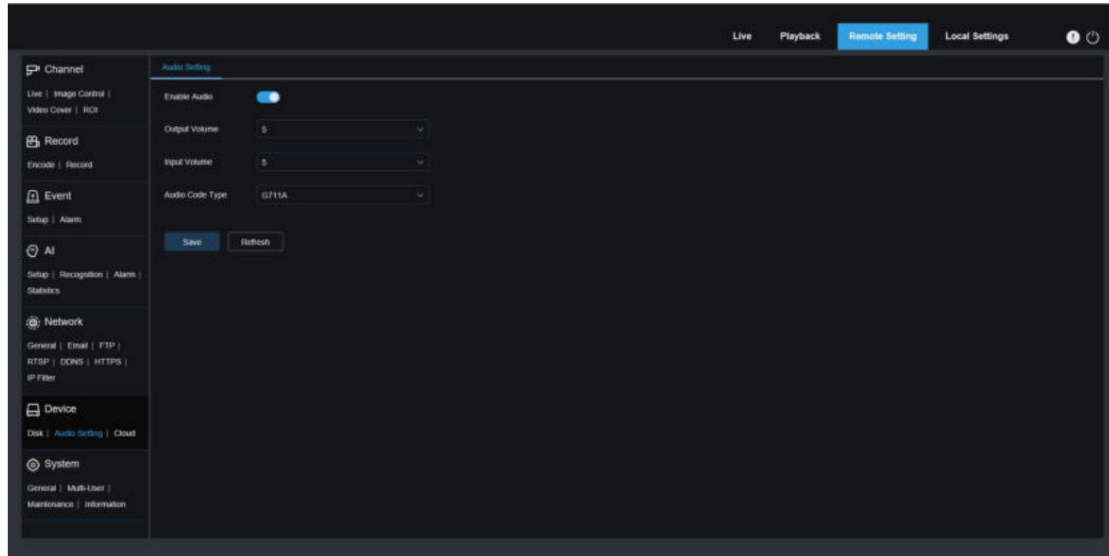 Live Playback Remote Setting Local Settings
Channel
Live | Image Control |
Video Cover | ROI
Record
Encode | Record
Event
Setup | Alarm
AI
Setup | Recognition | Alarm |
Statistics
Network
General | Email | FTP |
RTSP | DDNS | HTTPS |
IP Filter
Device
Disk | Audio Setting | Cloud
System
General | Multi-User |
Maintenance | Information
Audio Setting
Enable Audio
Output Volume 5
Input Volume 5
Audio Code Type G711A
Save Refresh